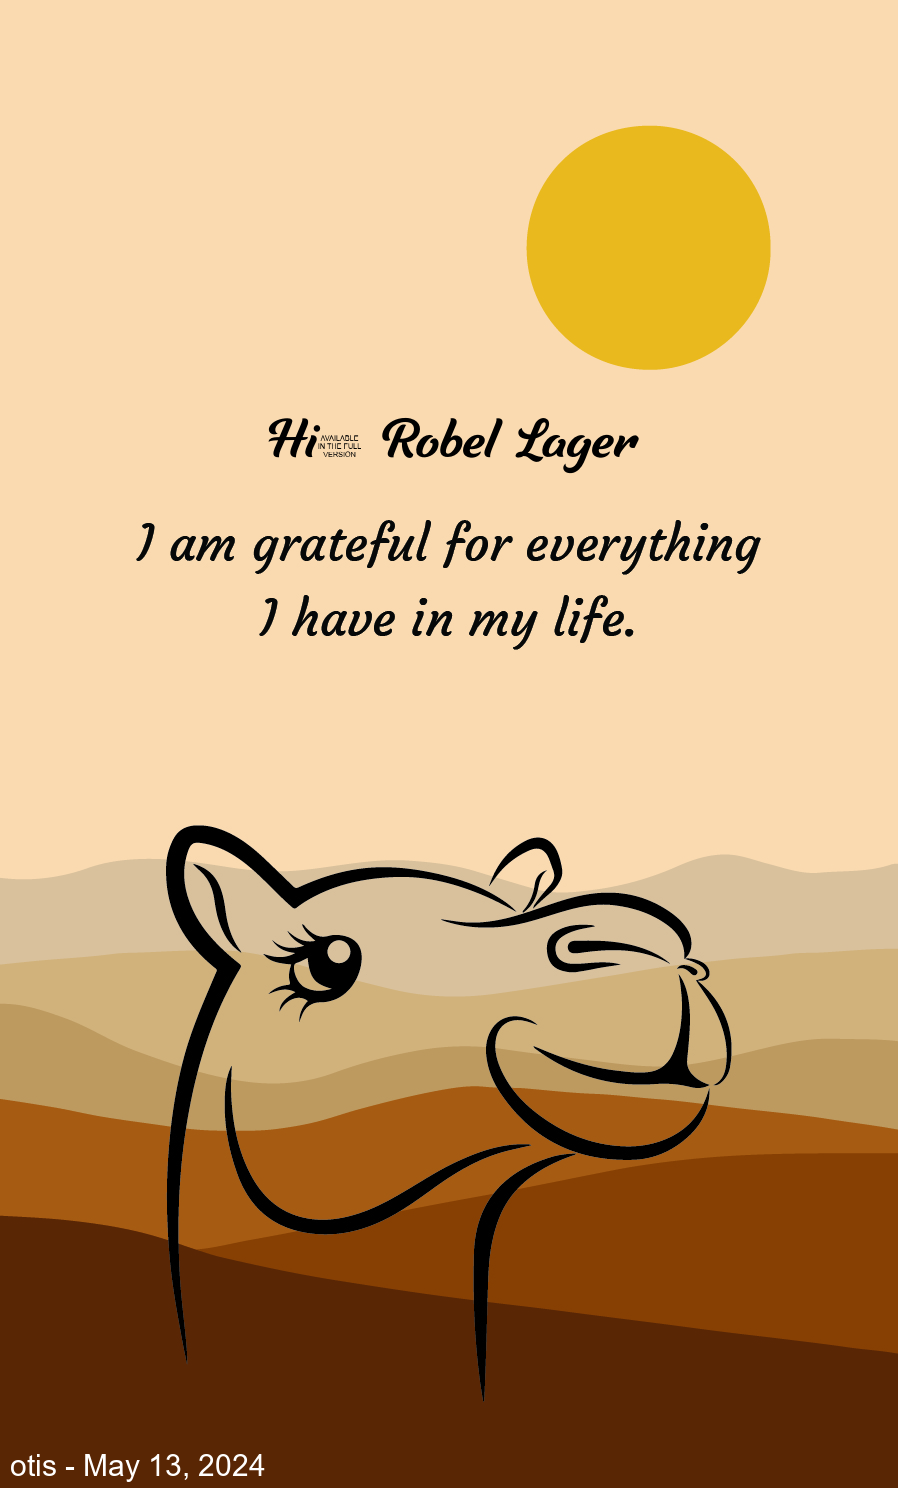 Hi AVAILABLE IN THE FULL VERSION Robel Lager
I am grateful for everything
I have in my life.
otis - May 13, 2024